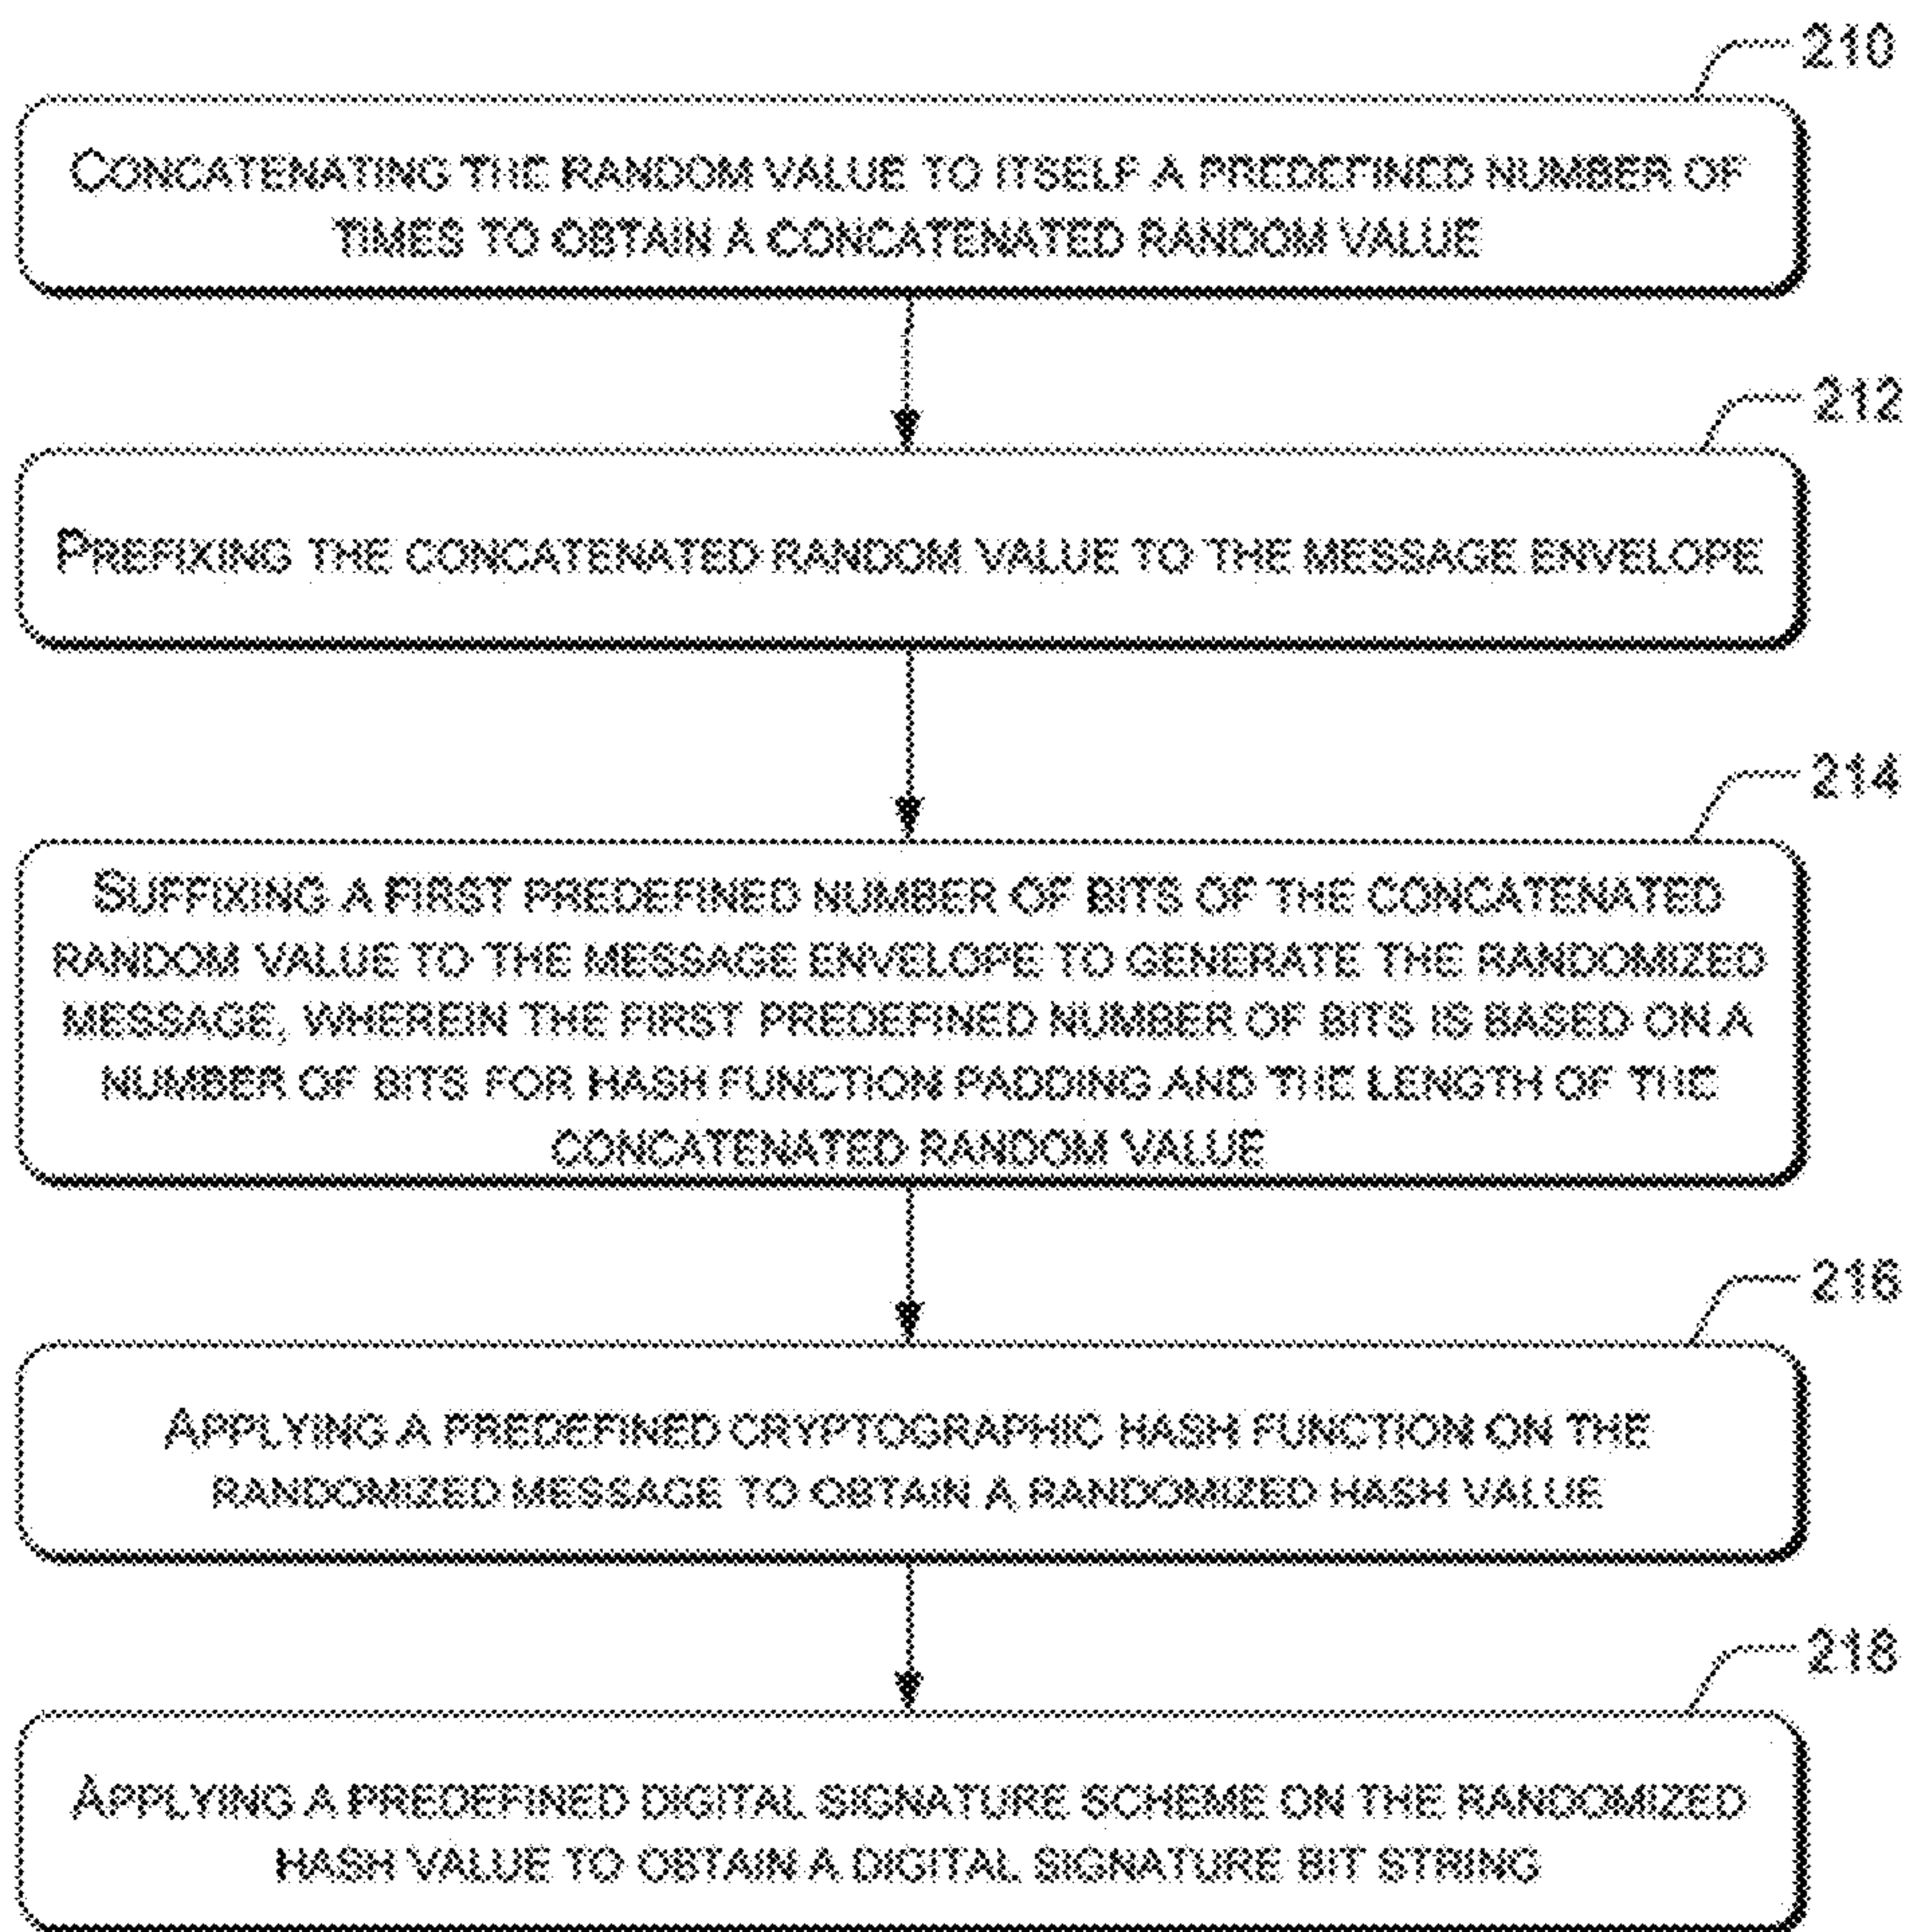 210
CONCATENATING THE RANDOM VALUE TO ITSELF A PREDEFINED NUMBER OF
TIMES TO OBTAIN A CONCATENATED RANDOM VALUE
212
PREFIXING THE CONCATENATED RANDOM VALUE TO THE MESSAGE ENVELOPE
214
SUFFIXING A FIRST PREDEFINED NUMBER OF BITS OF THE CONCATENATED
RANDOM VALUE TO THE MESSAGE ENVELOPE TO GENERATE THE RANDOMIZED
MESSAGE, WHEREIN THE FIRST PREDEFINED NUMBER OF BITS IS BASED ON A
NUMBER OF BITS FOR HASH FUNCTION PADDING AND THE LENGTH OF THE
CONCATENATED RANDOM VALUE
216
APPLYING A PREDEFINED CRYPTOGRAPHIC HASH FUNCTION ON THE
RANDOMIZED MESSAGE TO OBTAIN A RANDOMIZED HASH VALUE
218
APPLYING A PREDEFINED DIGITAL SIGNATURE SCHEME ON THE RANDOMIZED
HASH VALUE TO OBTAIN A DIGITAL SIGNATURE BIT STRING